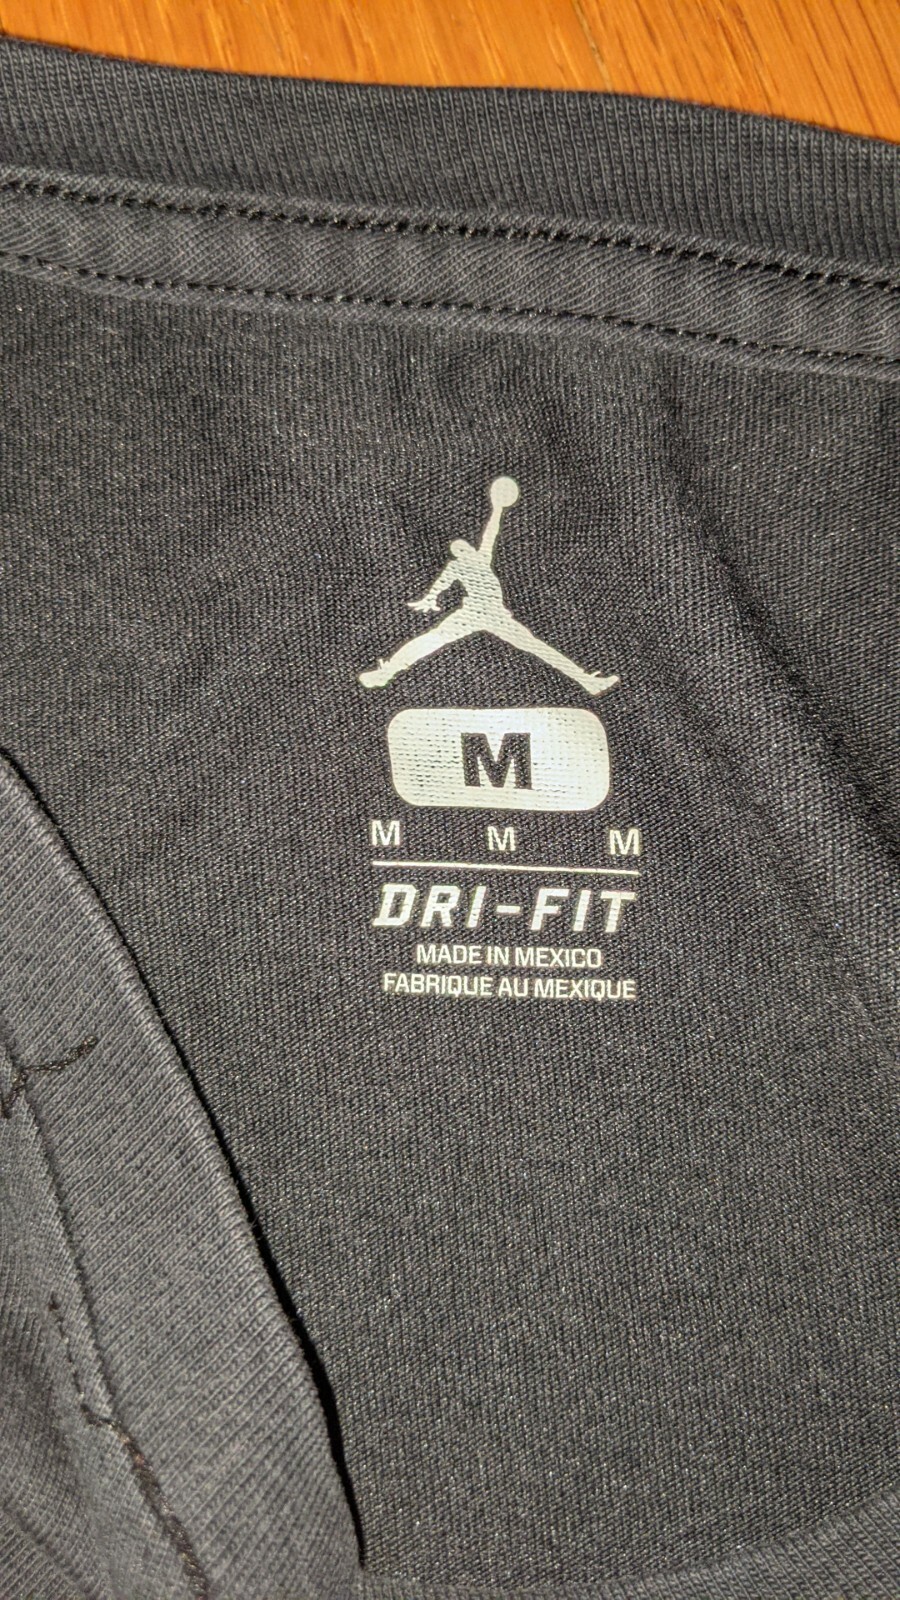 M
M M M
DRI-FIT
MADE IN MEXICO
FABRIQUE AU MEXIQUE